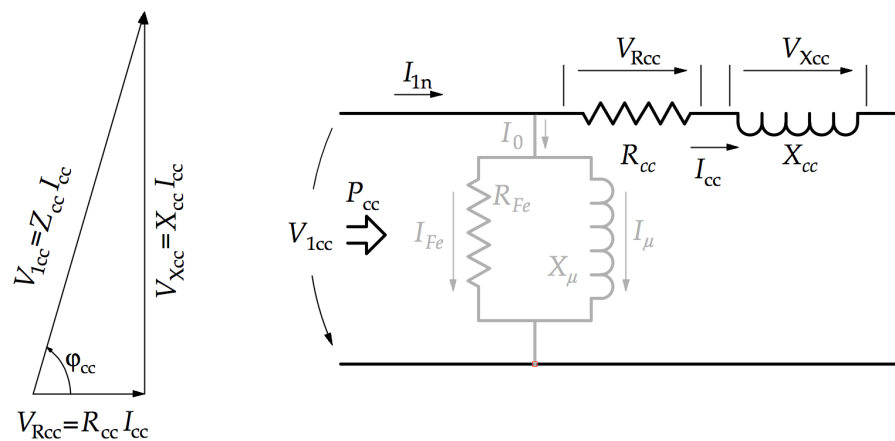 V₁cc=Zcc Icc
VXcc=Xcc Icc
φcc
VRcc=Rcc Icc
I1n
VRcc
VXcc
I0
Rcc
Icc
Xcc
Pcc
V1cc
IFe
RFe
Xμ
Iμ